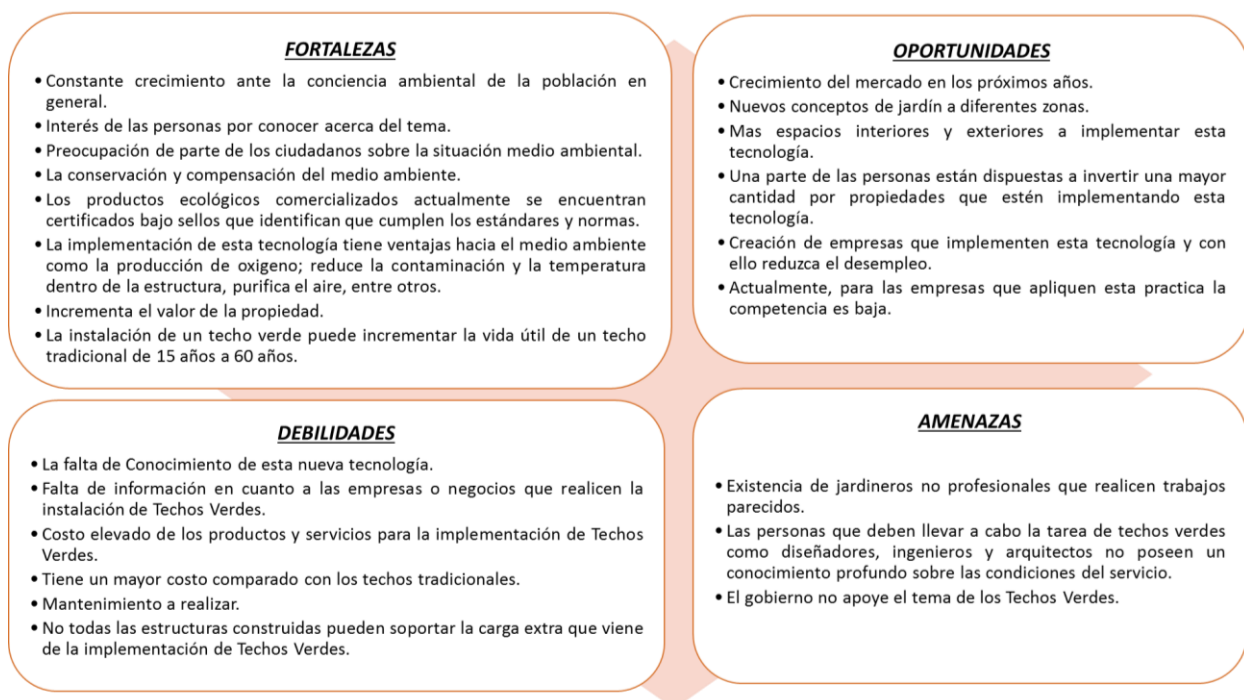 FORTALEZAS
• Constante crecimiento ante la conciencia ambiental de la población en
general.
• Interés de las personas por conocer acerca del tema.
• Preocupación de parte de los ciudadanos sobre la situación medio ambiental.
• La conservación y compensación del medio ambiente.
• Los productos ecológicos comercializados actualmente se encuentran
certificados bajo sellos que identifican que cumplen los estándares y normas.
• La implementación de esta tecnología tiene ventajas hacia el medio ambiente
como la producción de oxigeno; reduce la contaminación y la temperatura
dentro de la estructura, purifica el aire, entre otros.
• Incrementa el valor de la propiedad.
• La instalación de un techo verde puede incrementar la vida útil de un techo
tradicional de 15 años a 60 años.
OPORTUNIDADES
• Crecimiento del mercado en los próximos años.
• Nuevos conceptos de jardín a diferentes zonas.
• Mas espacios interiores y exteriores a implementar esta
tecnología.
• Una parte de las personas están dispuestas a invertir una mayor
cantidad por propiedades que estén implementando esta
tecnología.
• Creación de empresas que implementen esta tecnología y con
ello reduzca el desempleo.
• Actualmente, para las empresas que apliquen esta practica la
competencia es baja.
DEBILIDADES
• La falta de Conocimiento de esta nueva tecnología.
• Falta de información en cuanto a las empresas o negocios que realicen la
instalación de Techos Verdes.
• Costo elevado de los productos y servicios para la implementación de Techos
Verdes.
• Tiene un mayor costo comparado con los techos tradicionales.
• Mantenimiento a realizar.
• No todas las estructuras construidas pueden soportar la carga extra que viene
de la implementación de Techos Verdes.
AMENAZAS
• Existencia de jardineros no profesionales que realicen trabajos
parecidos.
• Las personas que deben llevar a cabo la tarea de techos verdes
como diseñadores, ingenieros y arquitectos no poseen un
conocimiento profundo sobre las condiciones del servicio.
• El gobierno no apoye el tema de los Techos Verdes.